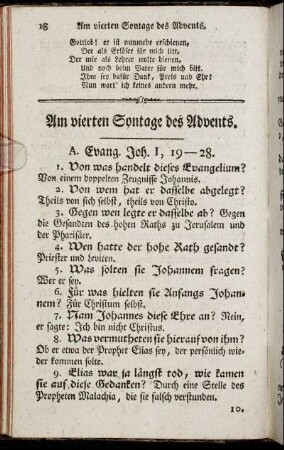 18 Am vierten Sontage des Advents.
Gottlob! er ist nunmehr erschienen,
Der als Erlöser für mich litt,
Der mir als Lehrer wolte dienen,
Und noch beim Vater für mich bitt.
Ihm sey dafür Dank, Preis und Ehr!
Nun wart' ich keines andern mehr.
Am vierten Sontage des Advents.
A. Evang. Joh. I, 19—28.
1. Von was handelt dieses Evangelium?
Von einem doppelten Zeugnisse Johannis.
2. Von wem hat er dasselbe abgelegt?
Theils von sich selbst, theils von Christo.
3. Gegen wen legte er dasselbe ab? Gegen
die Gesandten des hohen Raths zu Jerusalem und
der Pharisäer.
4. Wen hatte der hohe Rath gesandt?
Priester und Leviten.
5. Was solten sie Johannem fragen?
Wer er sey.
6. Für was hielten sie Anfangs Johan-
nem? Für Christum selbst.
7. Nam Johannes diese Ehre an? Nein,
er sagte: Ich bin nicht Christus.
8. Was vermutheten sie hierauf von ihm?
Ob er etwa der Prophet Elias sey, der persönlich wie-
der kommen solte.
9. Elias war ja längst tod, wie kamen
sie auf diese Gedanken? Durch eine Stelle des
Propheten Malachia, die sie falsch verstunden.
10.